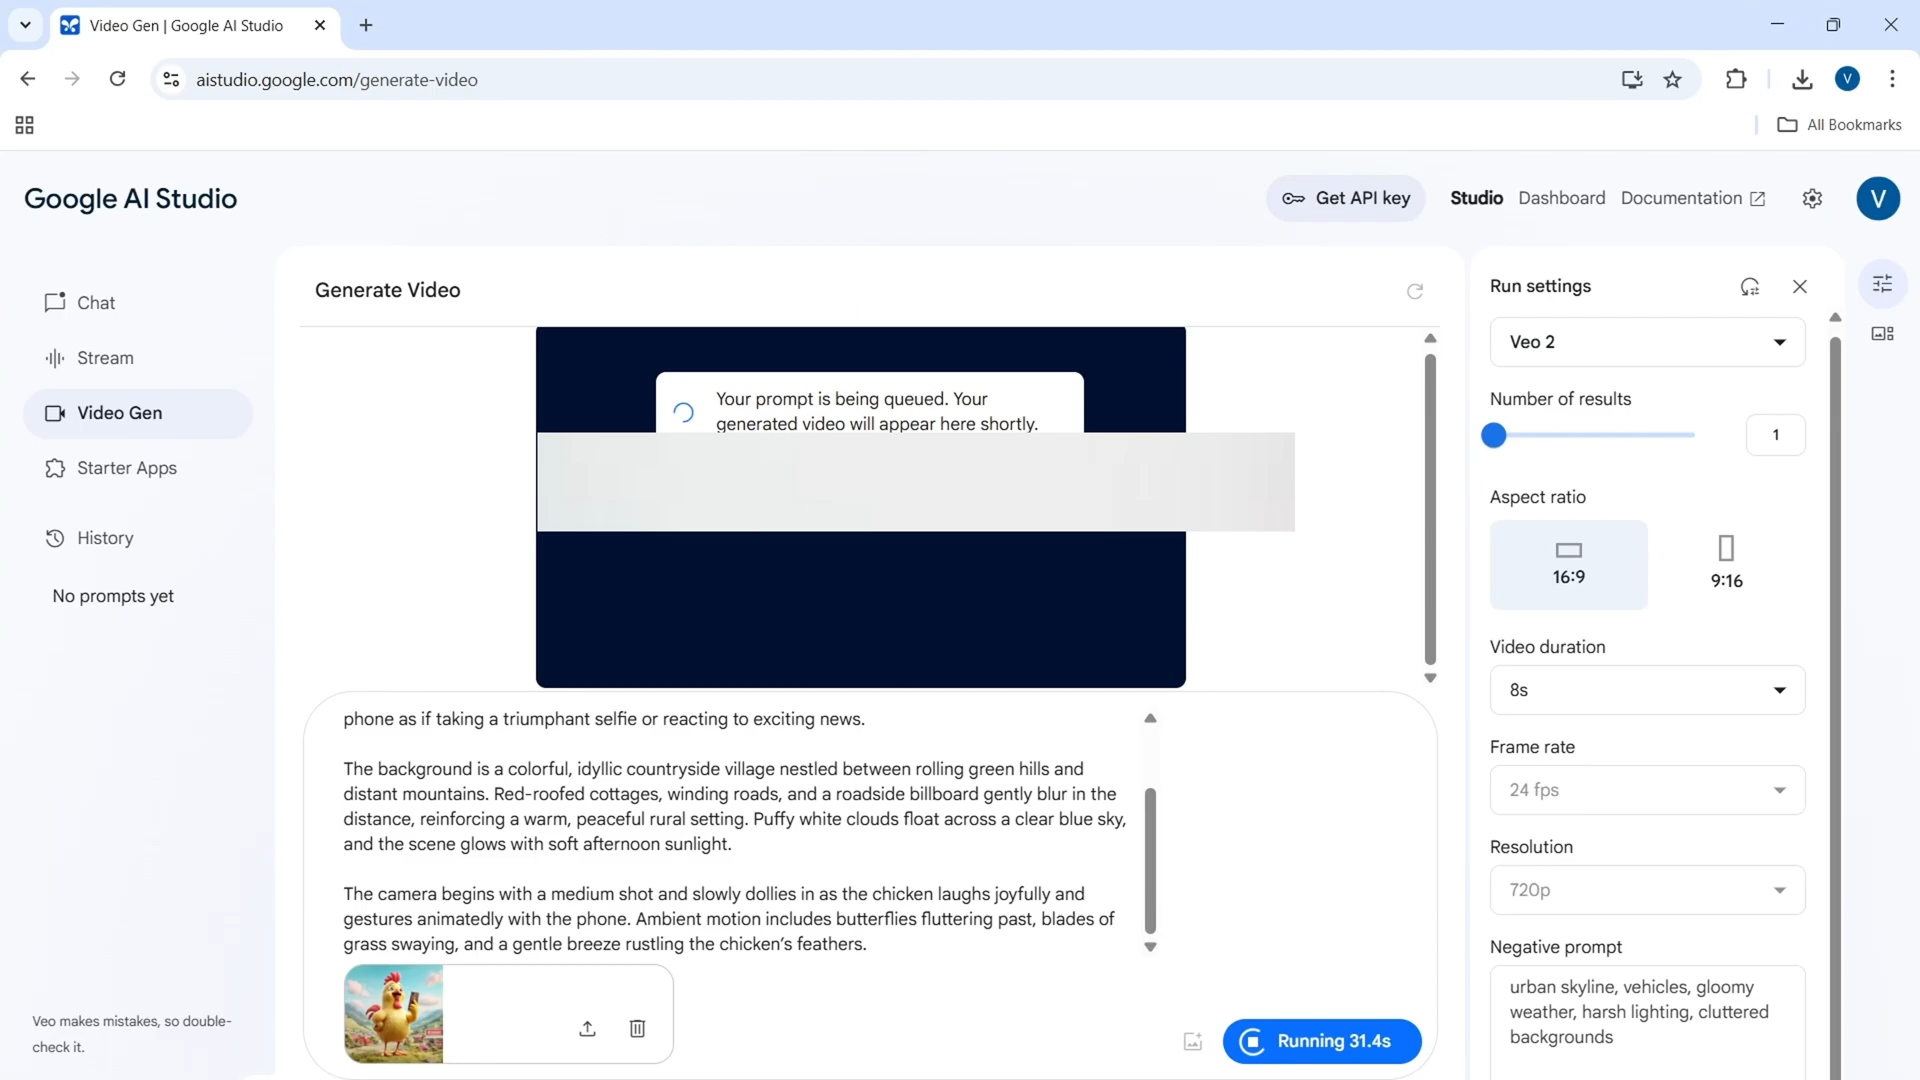 Video Gen | Google AI Studio
aistudio.google.com/generate-video
V
All Bookmarks
Google AI Studio
Get API key
Studio
Dashboard
Documentation
V
Chat
Stream
Video Gen
Starter Apps
History
No prompts yet
Veo makes mistakes, so double-
check it.
Generate Video
Your prompt is being queued. Your
generated video will appear here shortly.
phone as if taking a triumphant selfie or reacting to exciting news.
The background is a colorful, idyllic countryside village nestled between rolling green hills and
distant mountains. Red-roofed cottages, winding roads, and a roadside billboard gently blur in the
distance, reinforcing a warm, peaceful rural setting. Puffy white clouds float across a clear blue sky,
and the scene glows with soft afternoon sunlight.
The camera begins with a medium shot and slowly dollies in as the chicken laughs joyfully and
gestures animatedly with the phone. Ambient motion includes butterflies fluttering past, blades of
grass swaying, and a gentle breeze rustling the chicken’s feathers.
Running 31.4s
Run settings
Veo 2
Number of results
1
Aspect ratio
16:9
9:16
Video duration
8s
Frame rate
24 fps
Resolution
720p
Negative prompt
urban skyline, vehicles, gloomy
weather, harsh lighting, cluttered
backgrounds